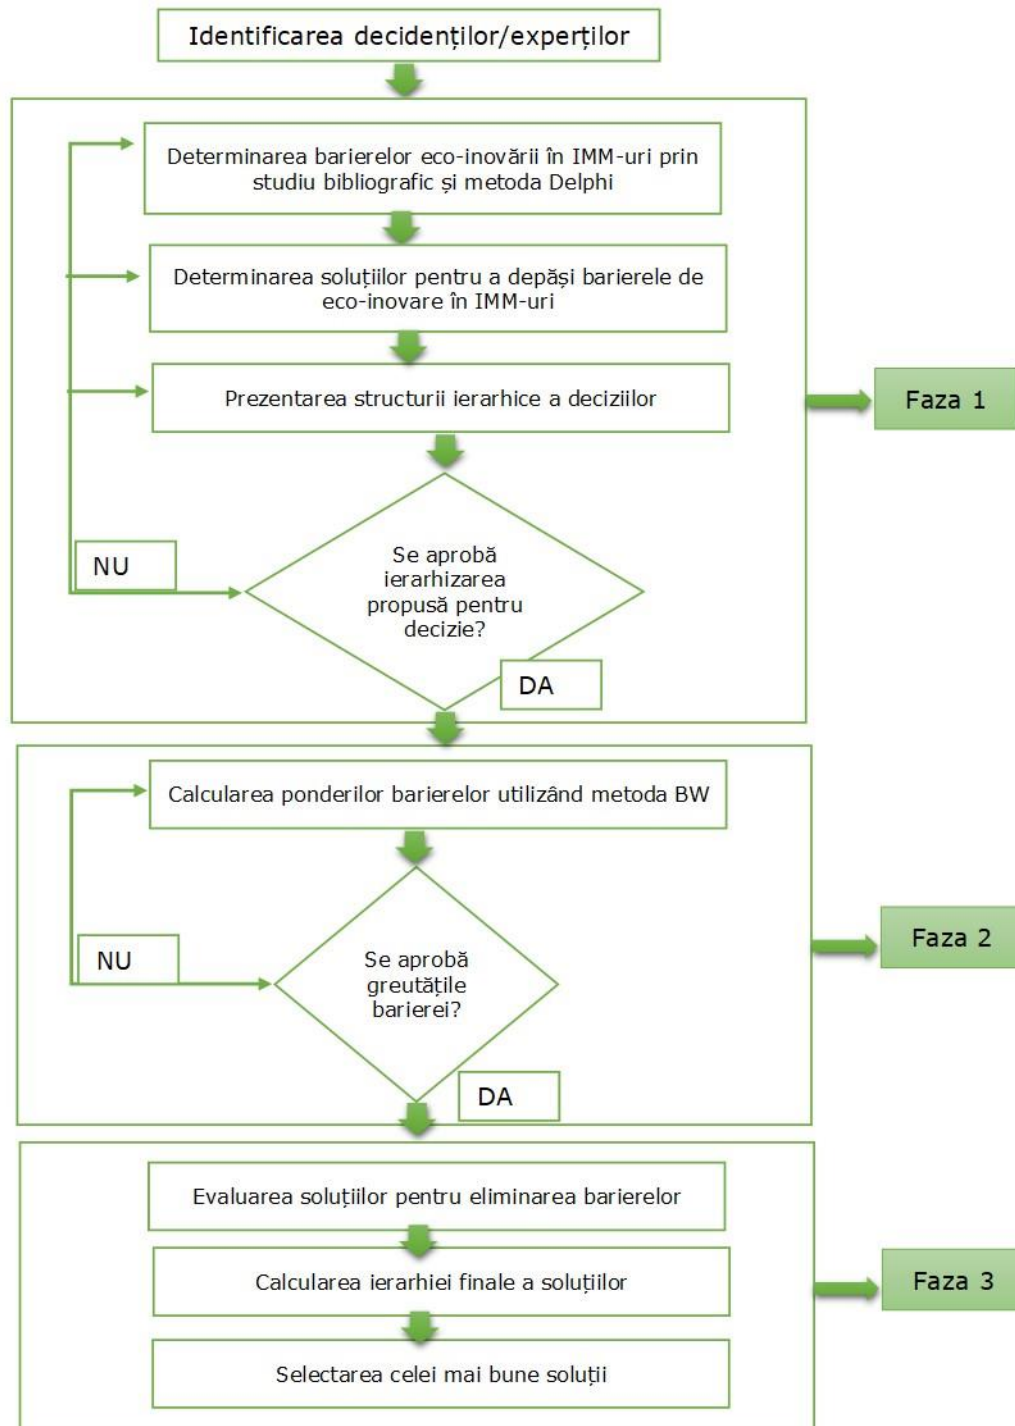 Identificarea decidenților/experților
Determinarea barierelor eco-inovării în IMM-uri prin
studiu bibliografic și metoda Delphi
Determinarea soluțiilor pentru a depăși barierele de
eco-inovare în IMM-uri
Prezentarea structurii ierarhice a deciziilor
Faza 1
Se aprobă
ierarhizarea
propusă pentru
decizie?
NU
DA
Calcularea ponderilor barierelor utilizând metoda BW
Faza 2
Se aprobă
greutățile
barierei?
NU
DA
Evaluarea soluțiilor pentru eliminarea barierelor
Calcularea ierarhiei finale a soluțiilor
Faza 3
Selectarea celei mai bune soluții